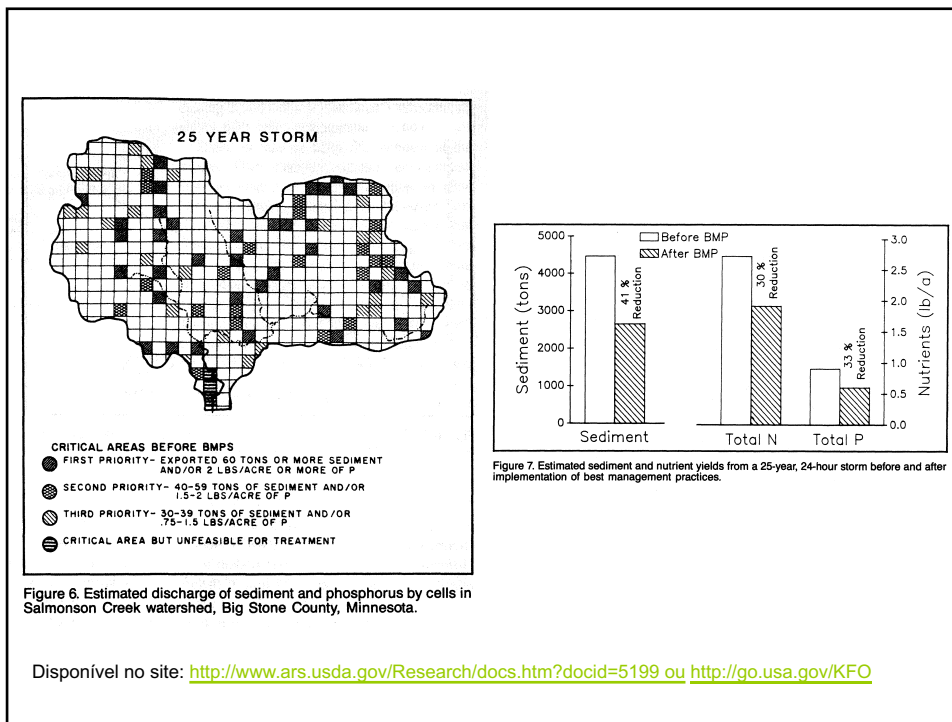 25 YEAR STORM
CRITICAL AREAS BEFORE BMPS
FIRST PRIORITY- EXPORTED 60 TONS OR MORE SEDIMENT
AND/OR 2 LBS/ACRE OR MORE OF P
SECOND PRIORITY- 40-59 TONS OF SEDIMENT AND/OR
1.5-2 LBS/ACRE OF P
THIRD PRIORITY- 30-39 TONS OF SEDIMENT AND/OR
.75-1.5 LBS/ACRE OF P
CRITICAL AREA BUT UNFEASIBLE FOR TREATMENT
Figure 6. Estimated discharge of sediment and phosphorus by cells in
Salmonson Creek watershed, Big Stone County, Minnesota.
Before BMP
After BMP
Sediment (tons)
5000
4000
3000
2000
1000
0
41 %
Reduction
30 %
Reduction
33 %
Reduction
3.0
2.5
2.0
1.5
1.0
0.5
0.0
Nutrients (lb/a)
Sediment
Total N
Total P
Figure 7. Estimated sediment and nutrient yields from a 25-year, 24-hour storm before and after
implementation of best management practices.
Disponível no site: http://www.ars.usda.gov/Research/docs.htm?docid=5199 ou http://go.usa.gov/KFO